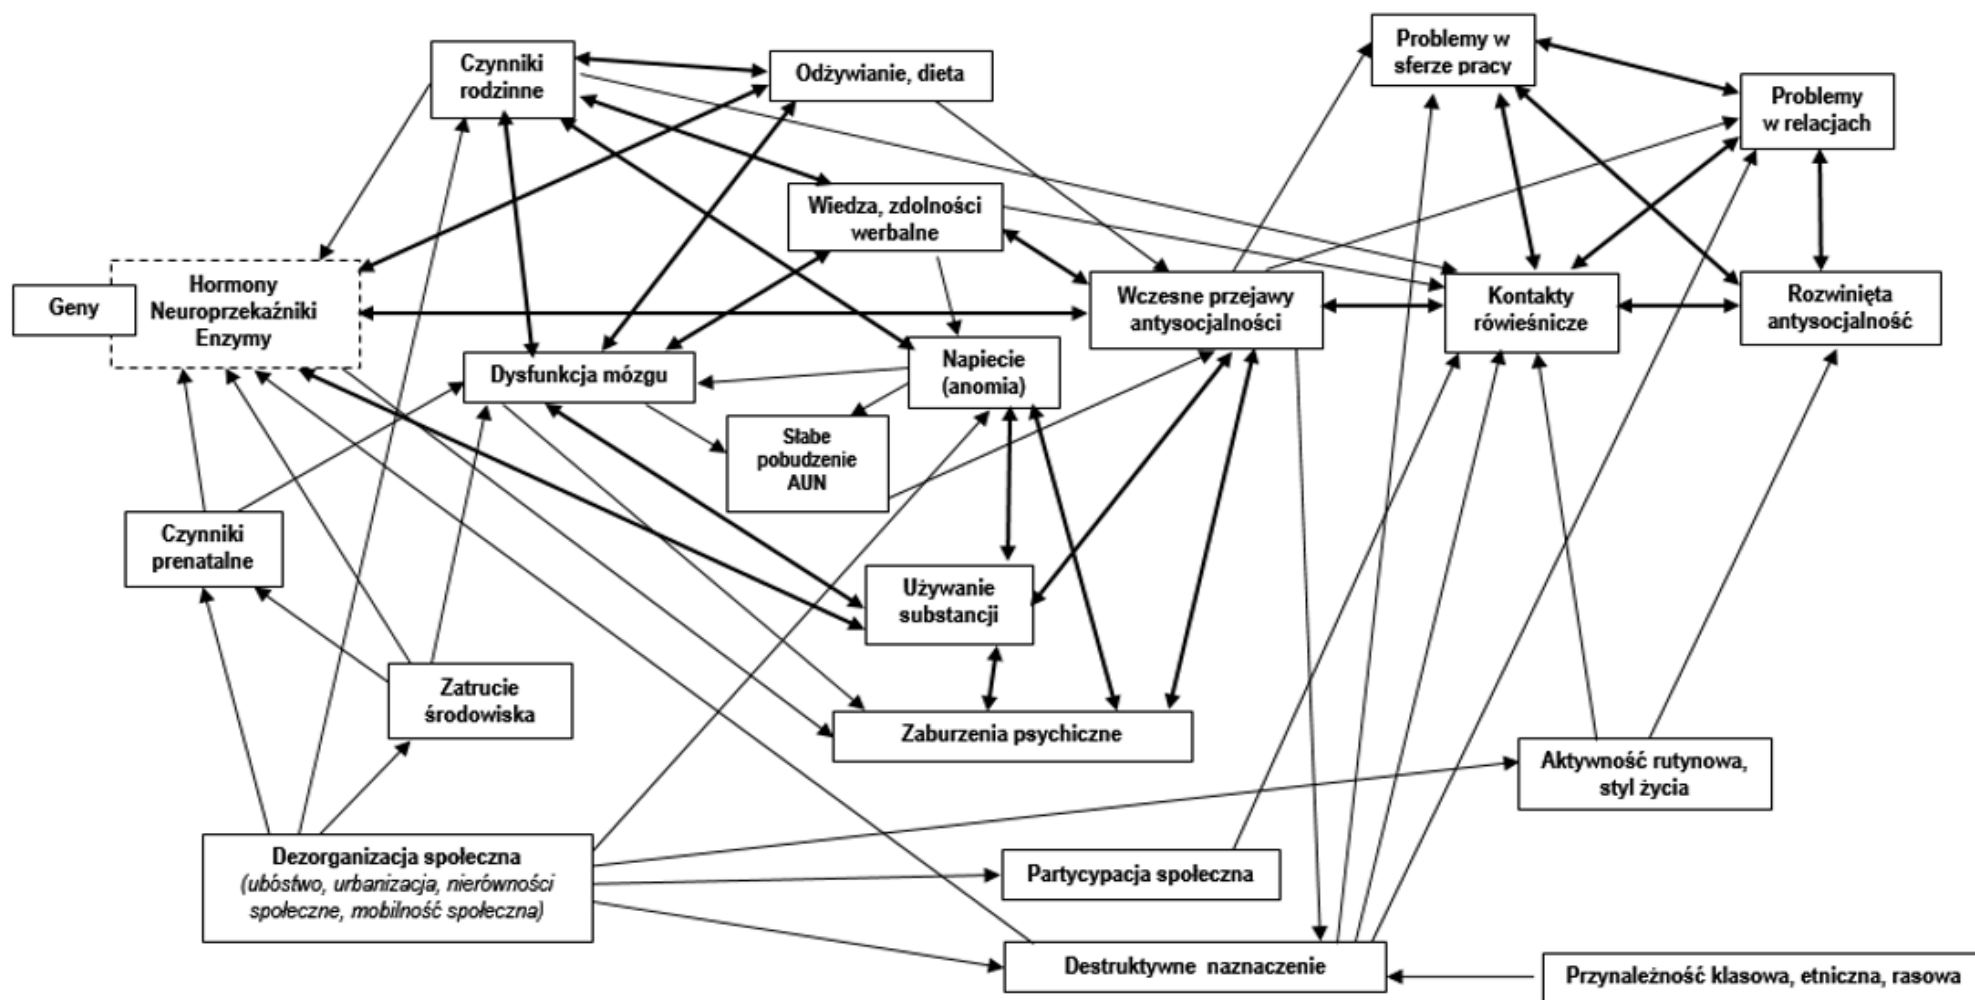 Czynniki
rodzinne
Odżywianie, dieta
Problemy w
sferze pracy
Problemy
w relacjach
Wiedza, zdolności
werbalne
Geny
Hormony
Neuroprzekaźniki
Enzymy
Wczesne przejawy
antysocjalności
Kontakty
rówieśnicze
Rozwinięta
antysocjalność
Dysfunkcja mózgu
Napiecie
(anomia)
Słabe
pobudzenie
AUN
Czynniki
prenatalne
Używanie
substancji
Zatrucie
środowiska
Zaburzenia psychiczne
Aktywność rutynowa,
styl życia
Dezorganizacja społeczna
(ubóstwo, urbanizacja, nierówności
społeczne, mobilność społeczna)
Partycypacja społeczna
Destruktywne naznaczenie
Przynależność klasowa, etniczna, rasowa